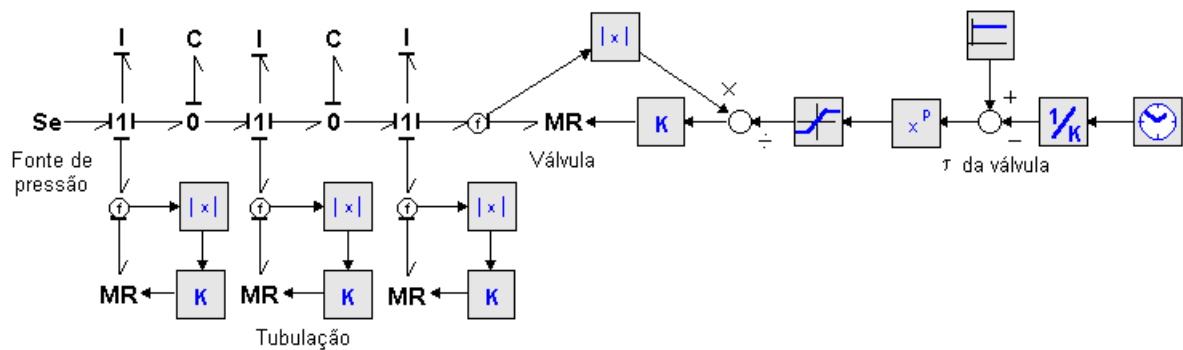 I C I C I
|x|
Se 1 0 1 0 1 f MR K × ÷ x^p + − 1/K
Fonte de
pressão
Válvula
τ da válvula
f |x| f |x| f |x|
MR K MR K MR K
Tubulação